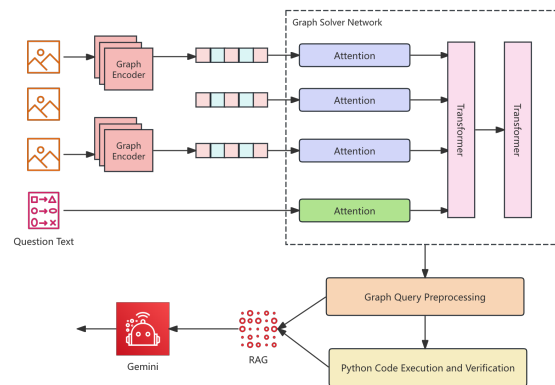 Graph Solver Network
Graph
Encoder
Attention
Attention
Graph
Encoder
Attention
Attention
Transformer
Transformer
Question Text
Graph Query Preprocessing
Gemini
RAG
Python Code Execution and Verification